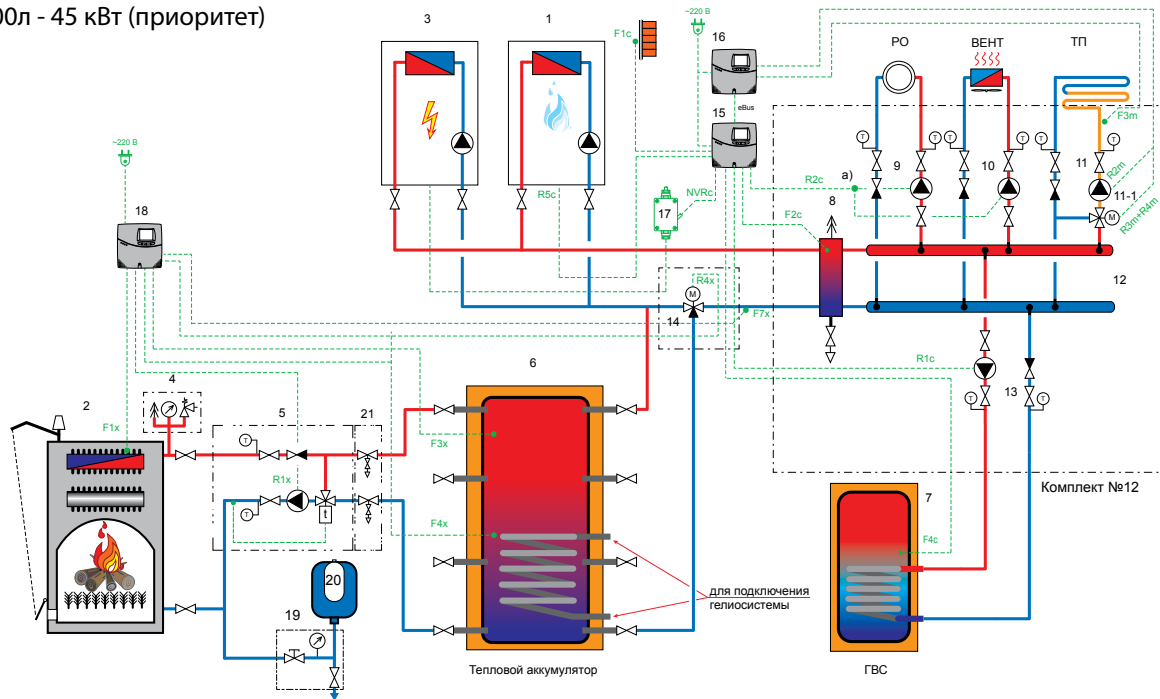 00л - 45 кВт (приоритет)
3
1
F1c
~220 В
16
РО
ВЕНТ
ТП
eBus
15
F3m
~220 В
18
R5c
NVRc
17
R2c
a)
9
10
11
R2m
11-1
M
R3m+R4m
T
T
T
T
T
T
8
F2c
12
M
R4x
14
F7x
2
4
5
21
6
R1c
13
T
T
F1x
T
F3x
R1x
T
t
F4x
Комплект №12
7
F4c
20
19
для подключения
гелиосистемы
Тепловой аккумулятор
ГВС